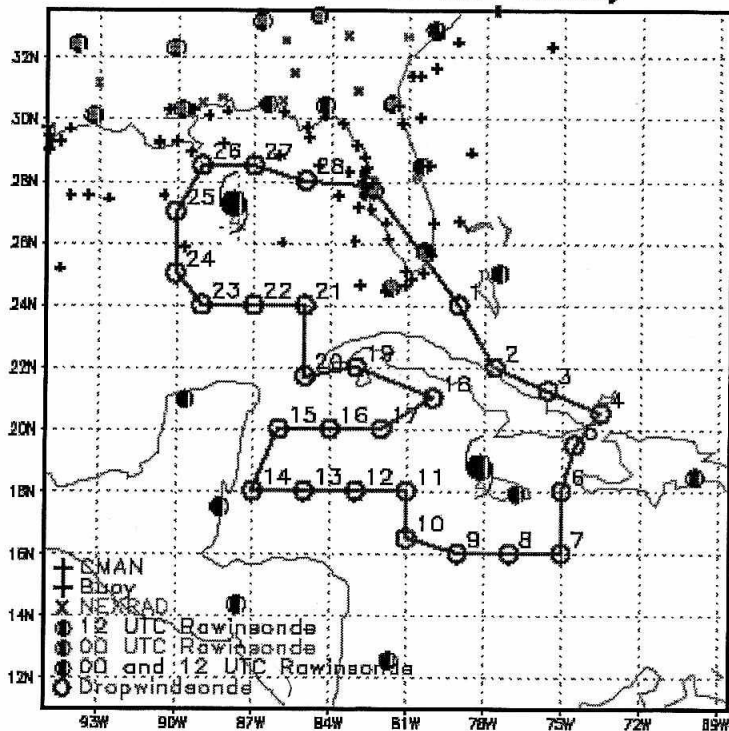 32N
30N
28N
26N
24N
22N
20N
18N
16N
14N
12N
26 27 28
25
24
23 22 21
1
20 19
2
3
18
4
15 16 17
6
14 13 12 11
10
9 8 7
CMAN
Buoy
NEXRAD
12 UTC Rawinsonde
00 UTC Rawinsonde
00 and 12 UTC Rawinsonde
Dropwindsonde
93W 90W 87W 84W 81W 78W 75W 72W 69W